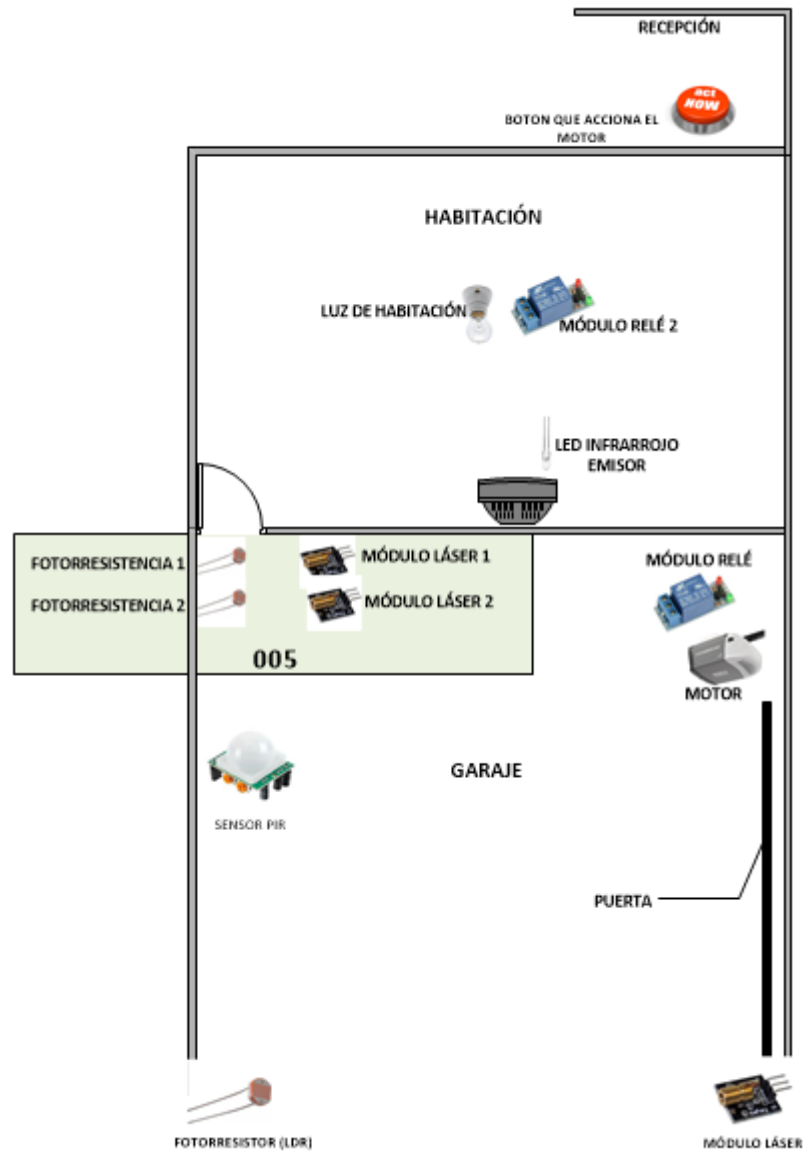 RECEPCIÓN
act
NOW
BOTON QUE ACCIONA EL
MOTOR
HABITACIÓN
LUZ DE HABITACIÓN
MÓDULO RELÉ 2
LED INFRARROJO
EMISOR
FOTORRESISTENCIA 1
MÓDULO LÁSER 1
MÓDULO RELÉ
FOTORRESISTENCIA 2
MÓDULO LÁSER 2
005
MOTOR
GARAJE
SENSOR PIR
PUERTA
FOTORRESISTOR (LDR)
MÓDULO LÁSER